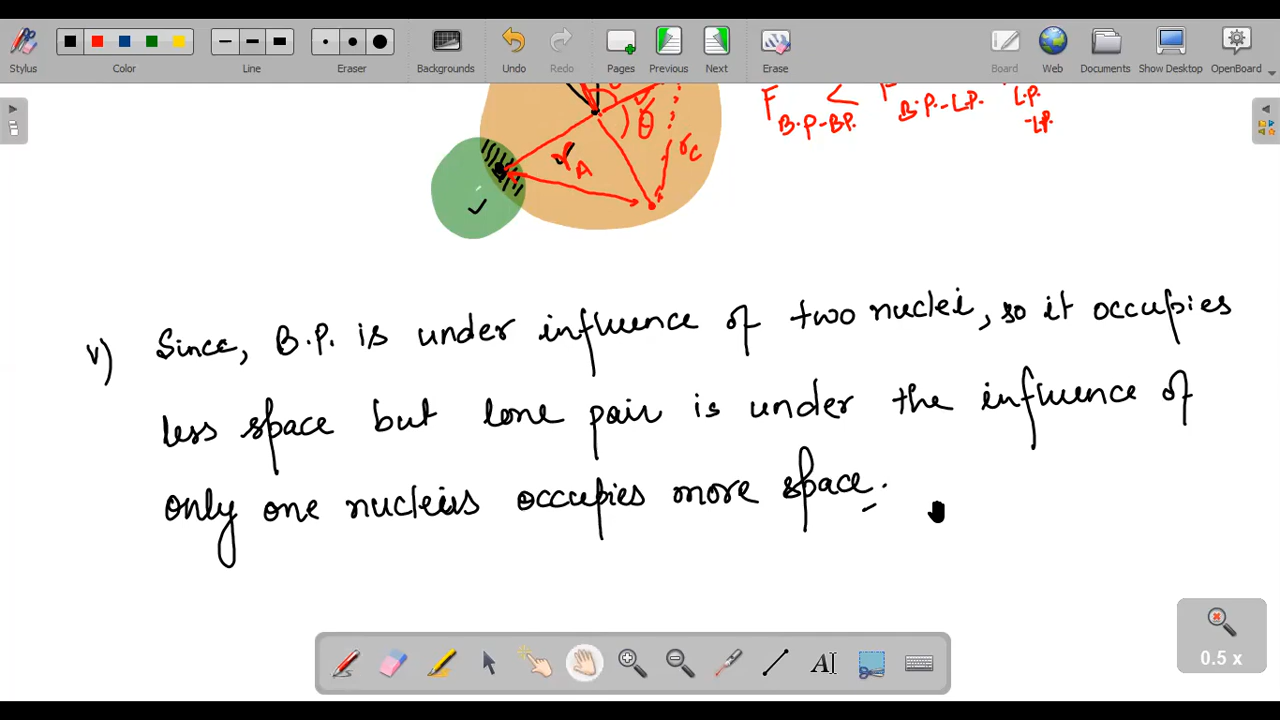 Stylus
Color
Line
Eraser
Backgrounds
Undo
Redo
Pages
Previous
Next
Erase
Board
Web
Documents
Show Desktop
OpenBoard
F B.P-B.P. < F B.P.-L.P. L.P. -L.P.
θ
r A
r C
v) Since, B.P. is under influence of two nuclei, so it occupies
less space but lone pair is under the influence of
only one nucleus occupies more space.
0.5 x